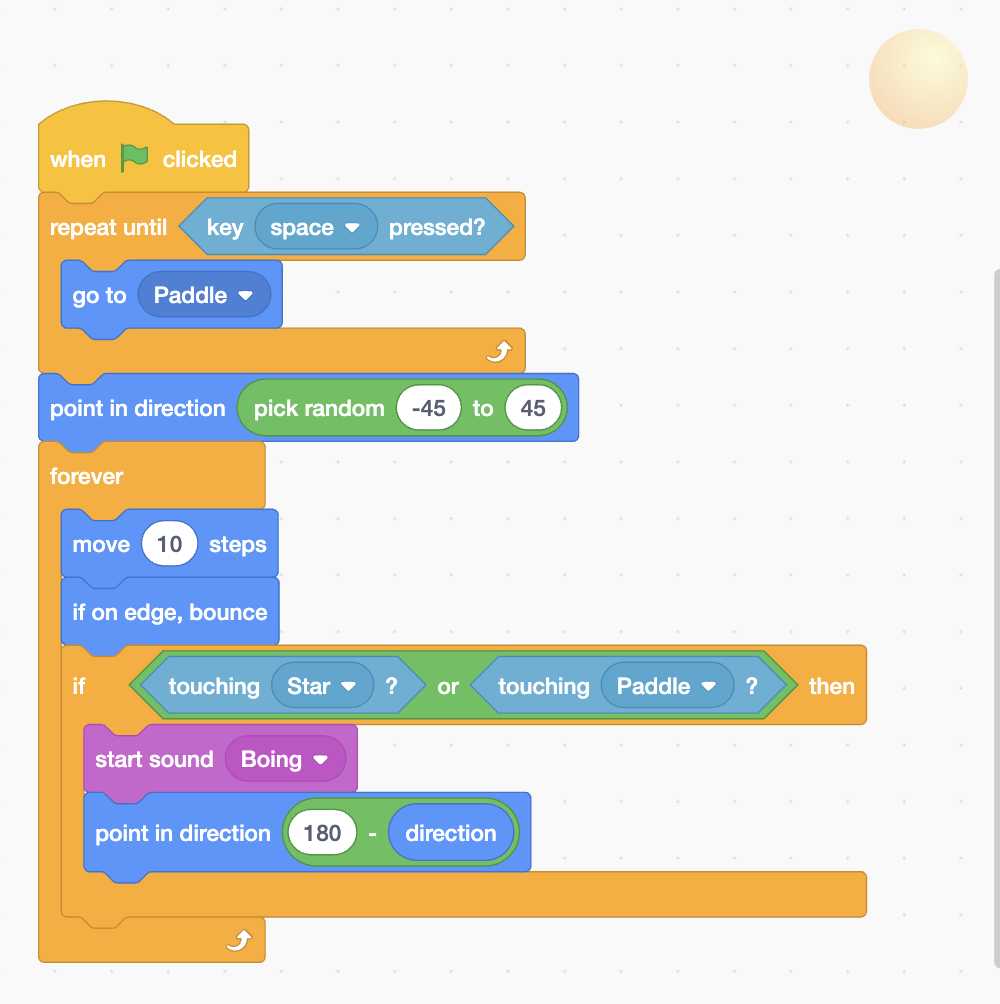 when clicked
repeat until key space pressed?
go to Paddle
point in direction pick random -45 to 45
forever
move 10 steps
if on edge, bounce
if touching Star ? or touching Paddle ? then
start sound Boing
point in direction 180 - direction